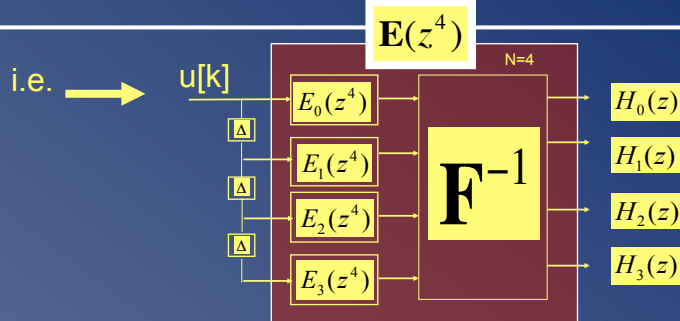 E(z⁴)
N=4
i.e.
u[k]
E₀(z⁴)
H₀(z)
Δ
E₁(z⁴)
F⁻¹
H₁(z)
Δ
E₂(z⁴)
H₂(z)
Δ
E₃(z⁴)
H₃(z)